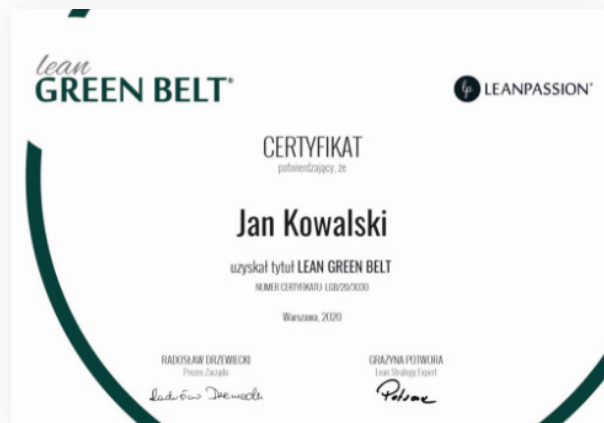 lean
GREEN BELT®
lp LEANPASSION®
CERTYFIKAT
potwierdzający, że
Jan Kowalski
uzyskał tytuł LEAN GREEN BELT
NUMER CERTYFIKATU: LGB/20/3030
Warszawa, 2020
RADOSŁAW DRZEWIECKI
Prezes Zarządu
GRAŻYNA POTWORA
Lean Strategy Expert